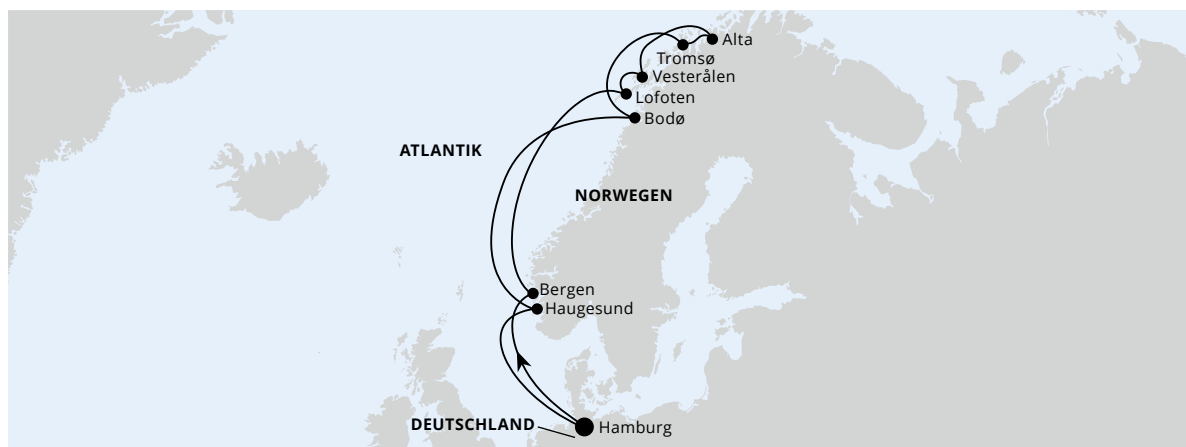 Alta
Tromsø
Vesterålen
Lofoten
Bodø
ATLANTIK
NORWEGEN
Bergen
Haugesund
DEUTSCHLAND
Hamburg